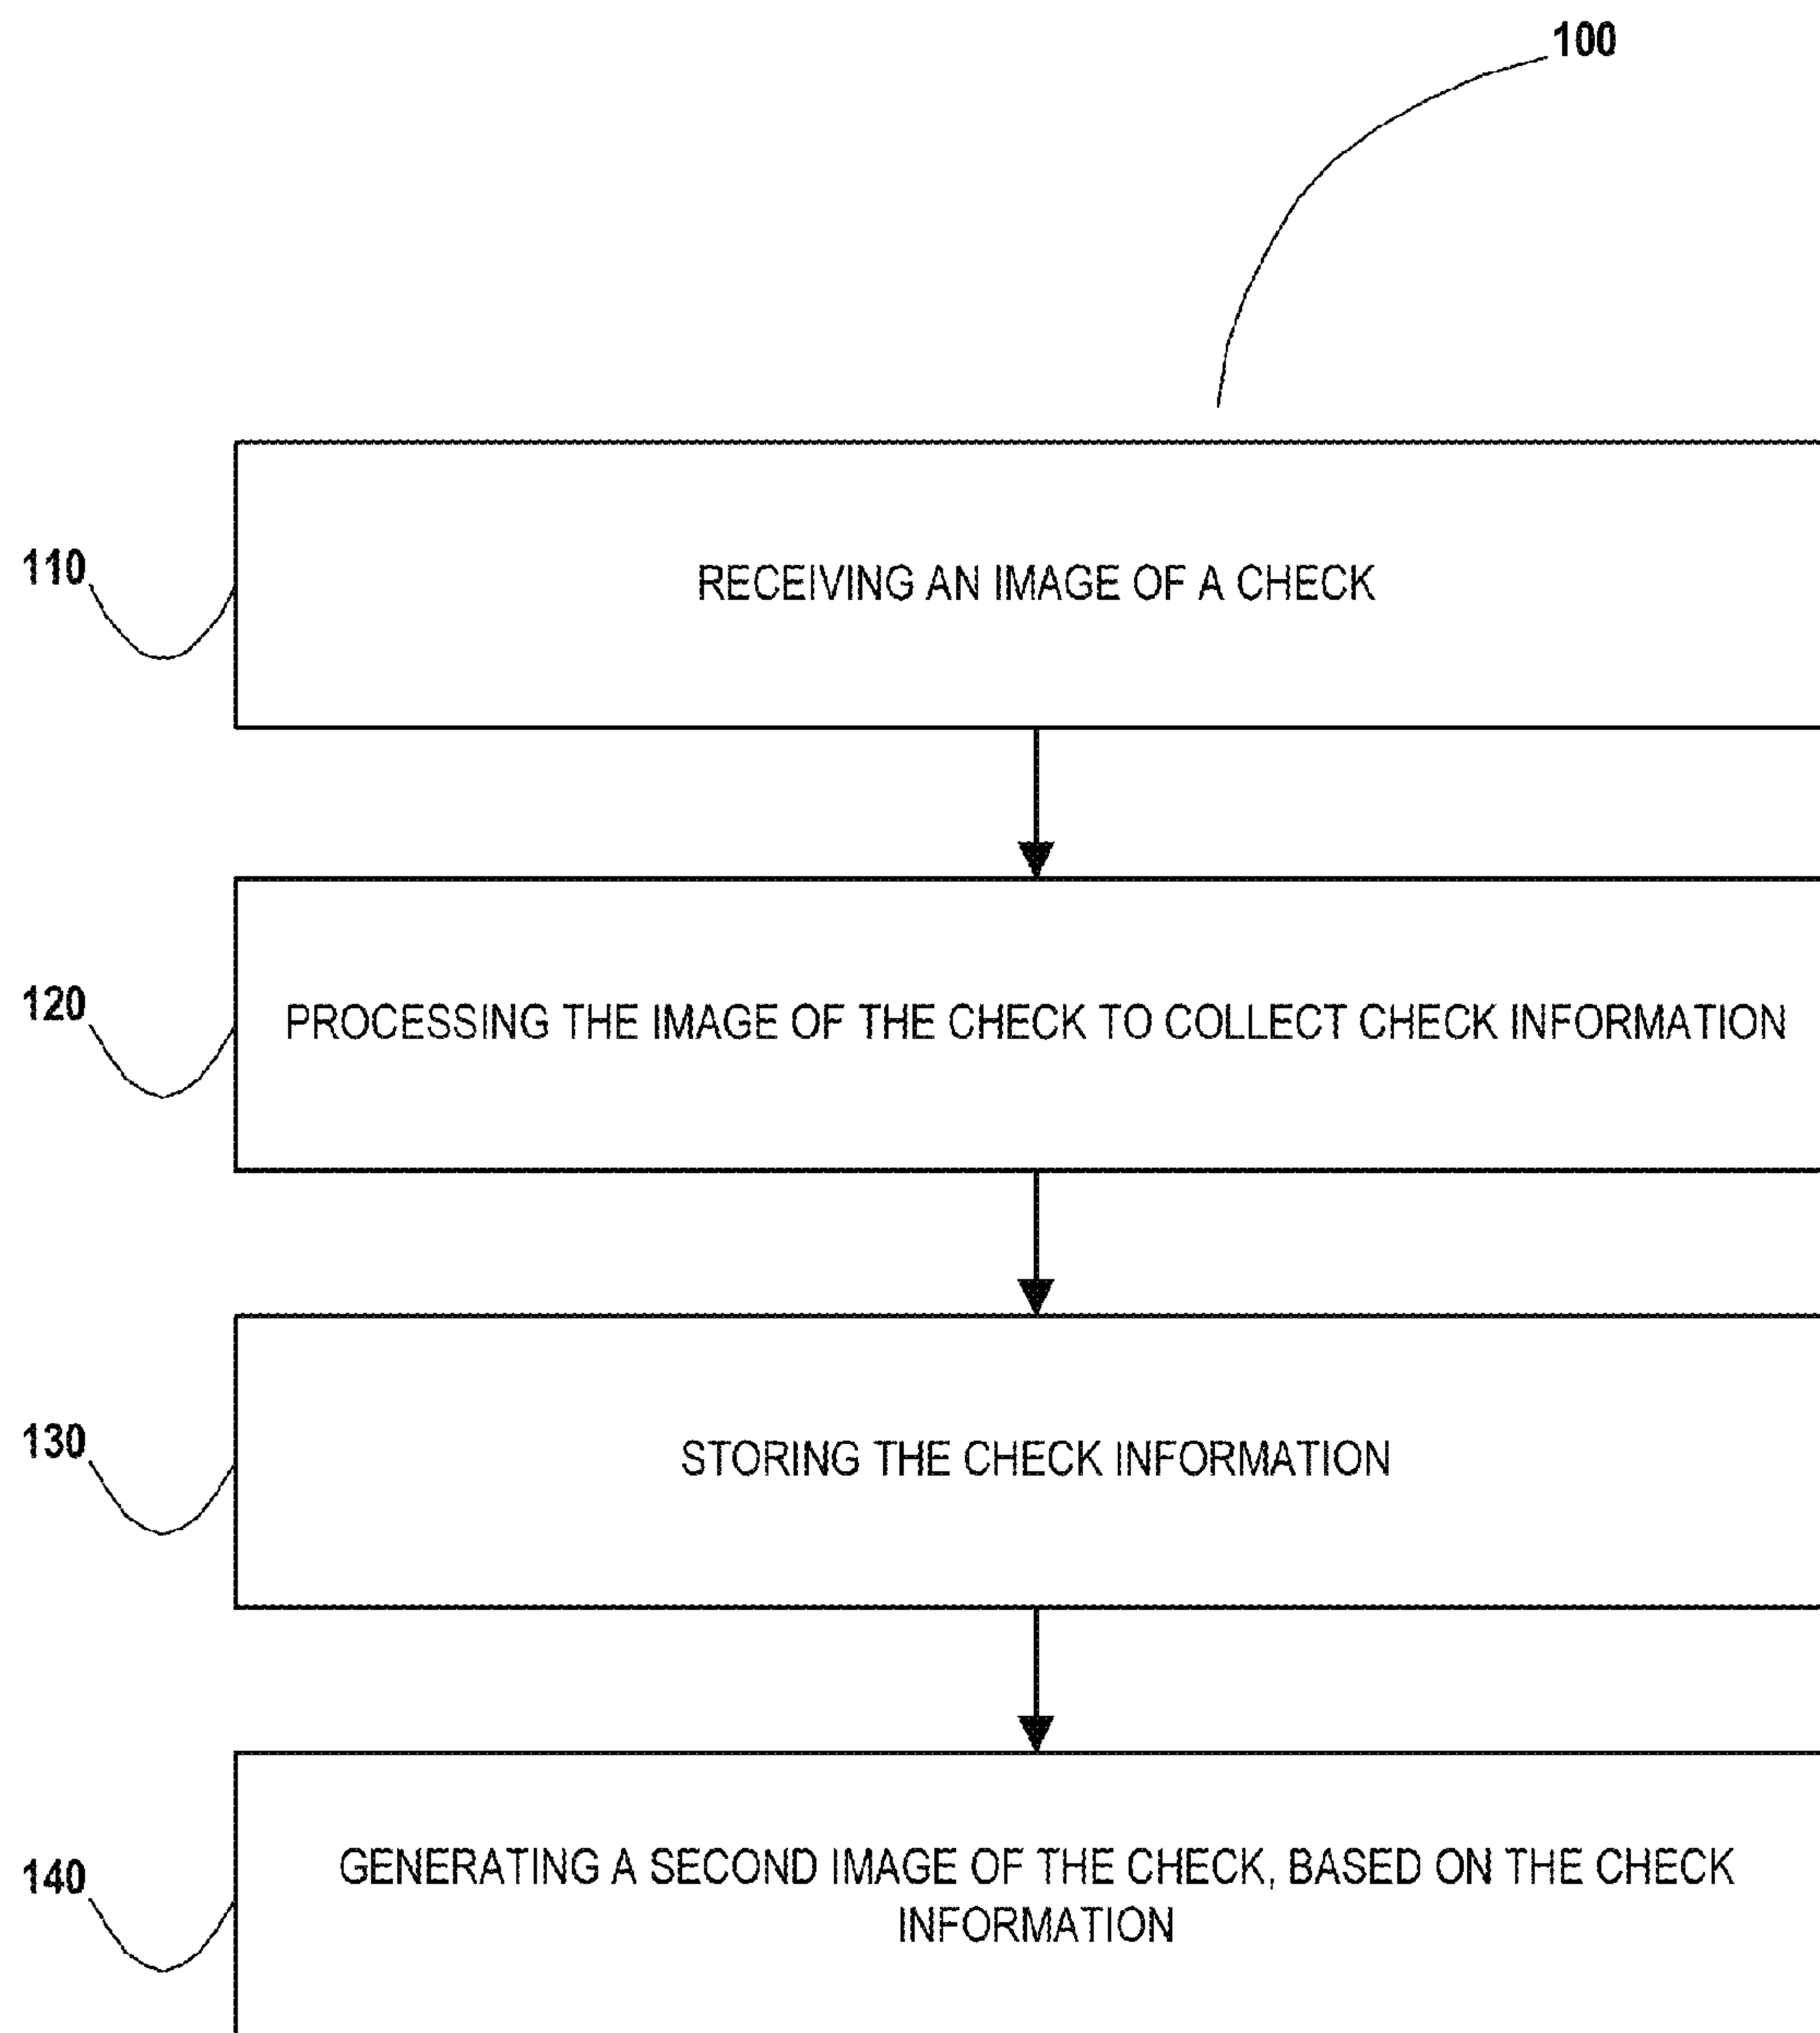 100
110
RECEIVING AN IMAGE OF A CHECK
120
PROCESSING THE IMAGE OF THE CHECK TO COLLECT CHECK INFORMATION
130
STORING THE CHECK INFORMATION
140
GENERATING A SECOND IMAGE OF THE CHECK, BASED ON THE CHECK
INFORMATION